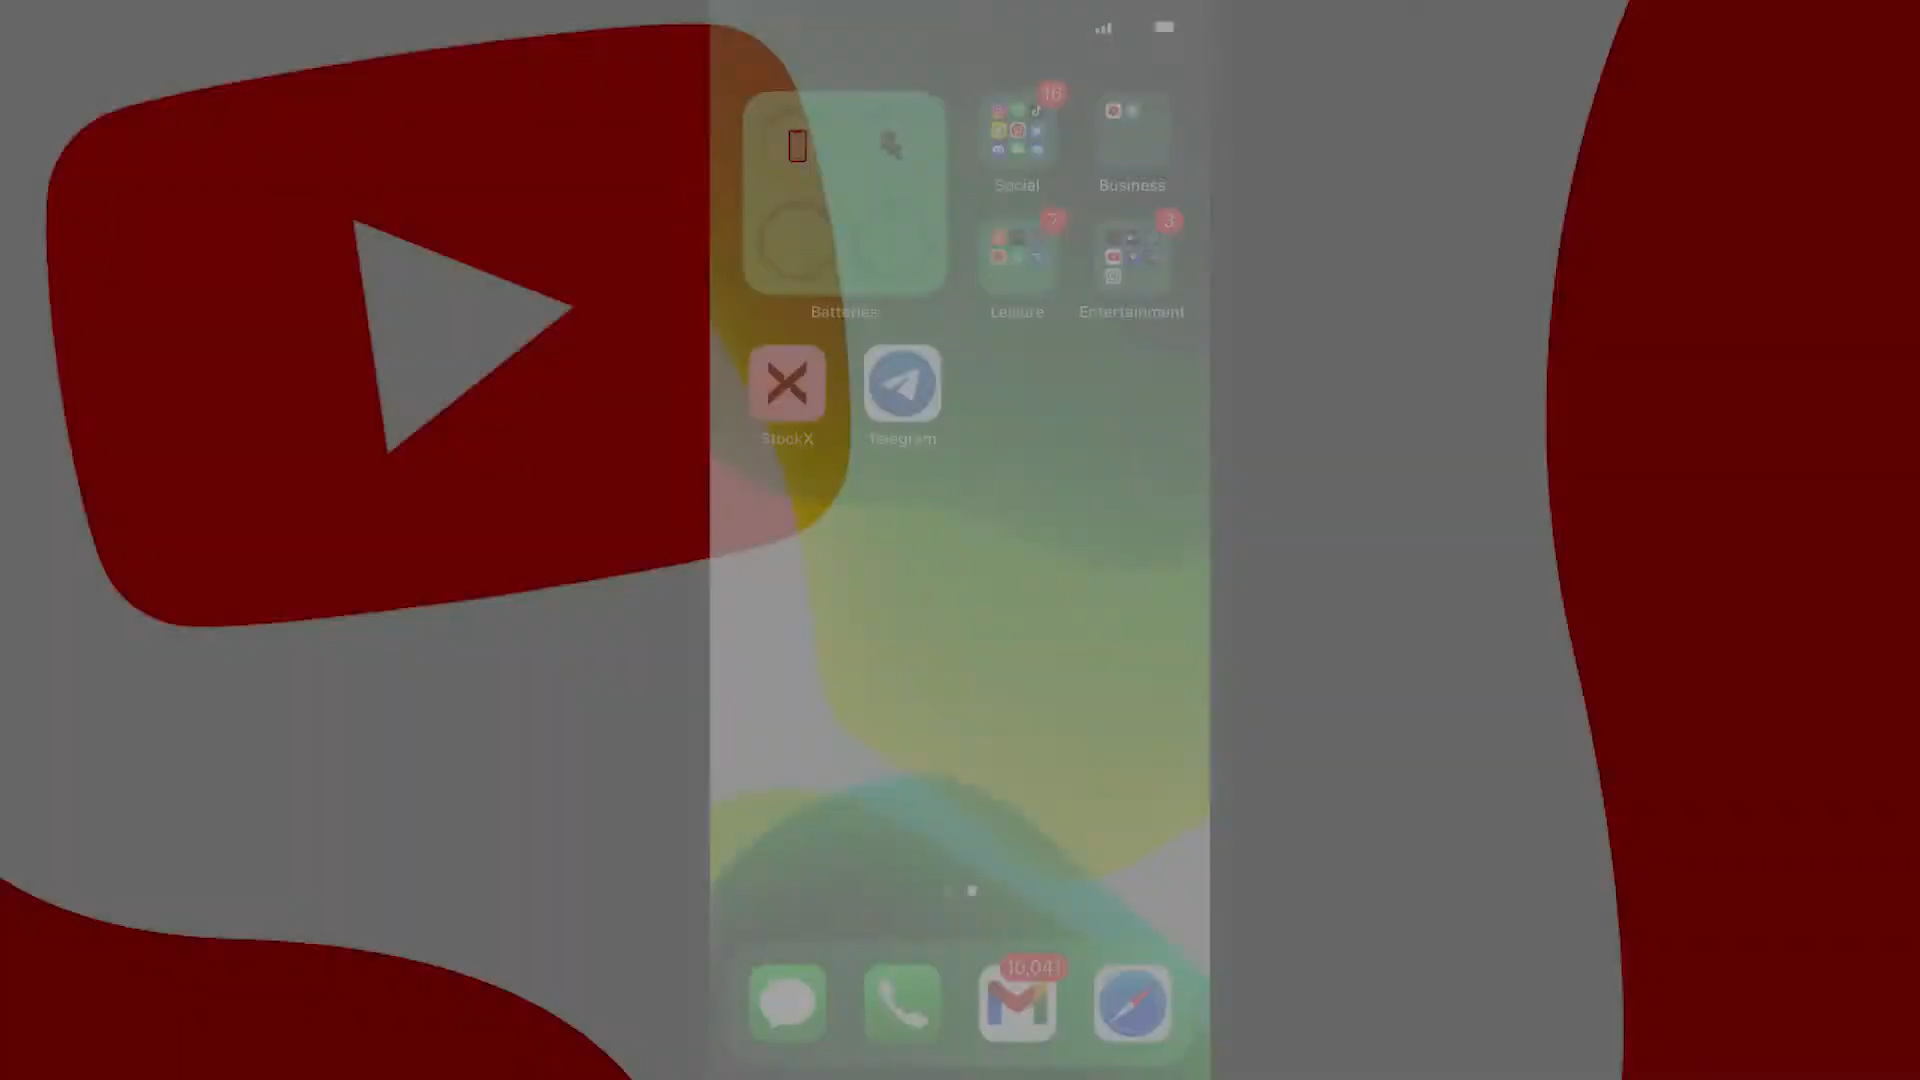 16
Social
Business
7
3
Batteries
Leisure
Entertainment
StockX
Telegram
10,041